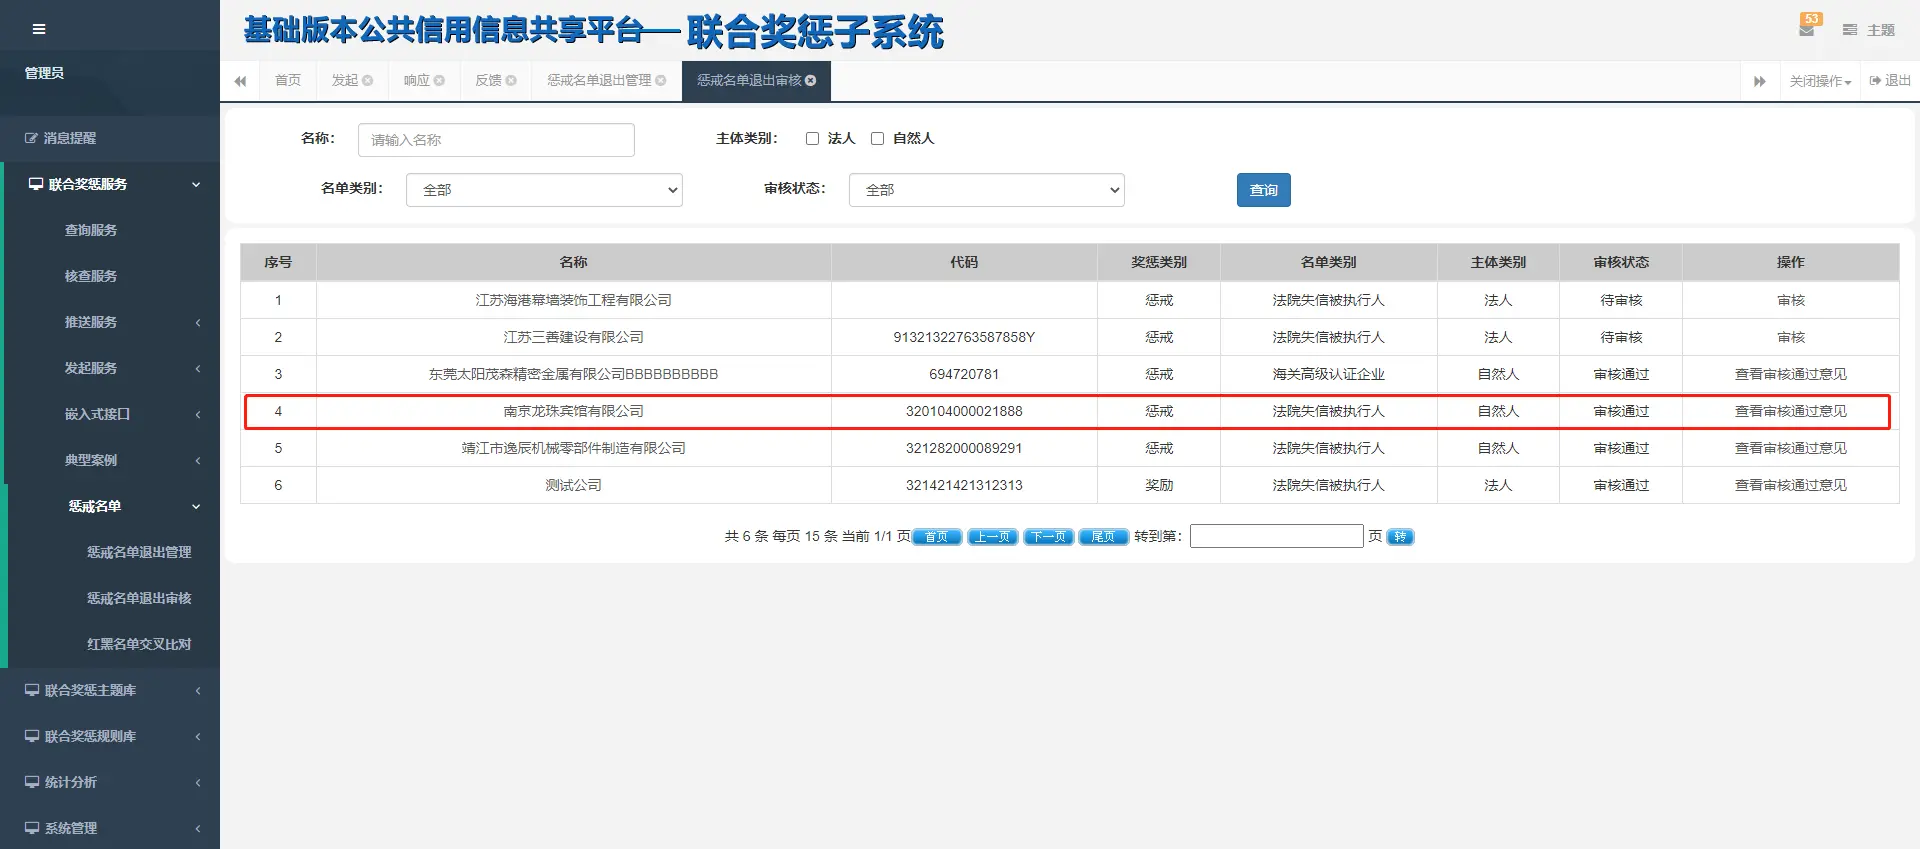 基础版本公共信用信息共享平台— 联合奖惩子系统
53
主题
管理员
首页 发起 响应 反馈 惩戒名单退出管理 惩戒名单退出审核 关闭操作 退出
消息提醒
联合奖惩服务
查询服务
核查服务
推送服务
发起服务
嵌入式接口
典型案例
惩戒名单
惩戒名单退出管理
惩戒名单退出审核
红黑名单交叉比对
联合奖惩主题库
联合奖惩规则库
统计分析
系统管理
名称： 请输入名称 主体类别： 法人 自然人
名单类别： 全部 审核状态： 全部 查询
序号 名称 代码 奖惩类别 名单类别 主体类别 审核状态 操作
1 江苏海港幕墙装饰工程有限公司 惩戒 法院失信被执行人 法人 待审核 审核
2 江苏三善建设有限公司 91321322763587858Y 惩戒 法院失信被执行人 法人 待审核 审核
3 东莞太阳茂森精密金属有限公司BBBBBBBBBB 694720781 惩戒 海关高级认证企业 自然人 审核通过 查看审核通过意见
4 南京龙珠宾馆有限公司 320104000021888 惩戒 法院失信被执行人 自然人 审核通过 查看审核通过意见
5 靖江市逸辰机械零部件制造有限公司 321282000089291 惩戒 法院失信被执行人 自然人 审核通过 查看审核通过意见
6 测试公司 321421421312313 奖励 法院失信被执行人 法人 审核通过 查看审核通过意见
共 6 条 每页 15 条 当前 1/1 页 首页 上一页 下一页 尾页 转到第： 页 转